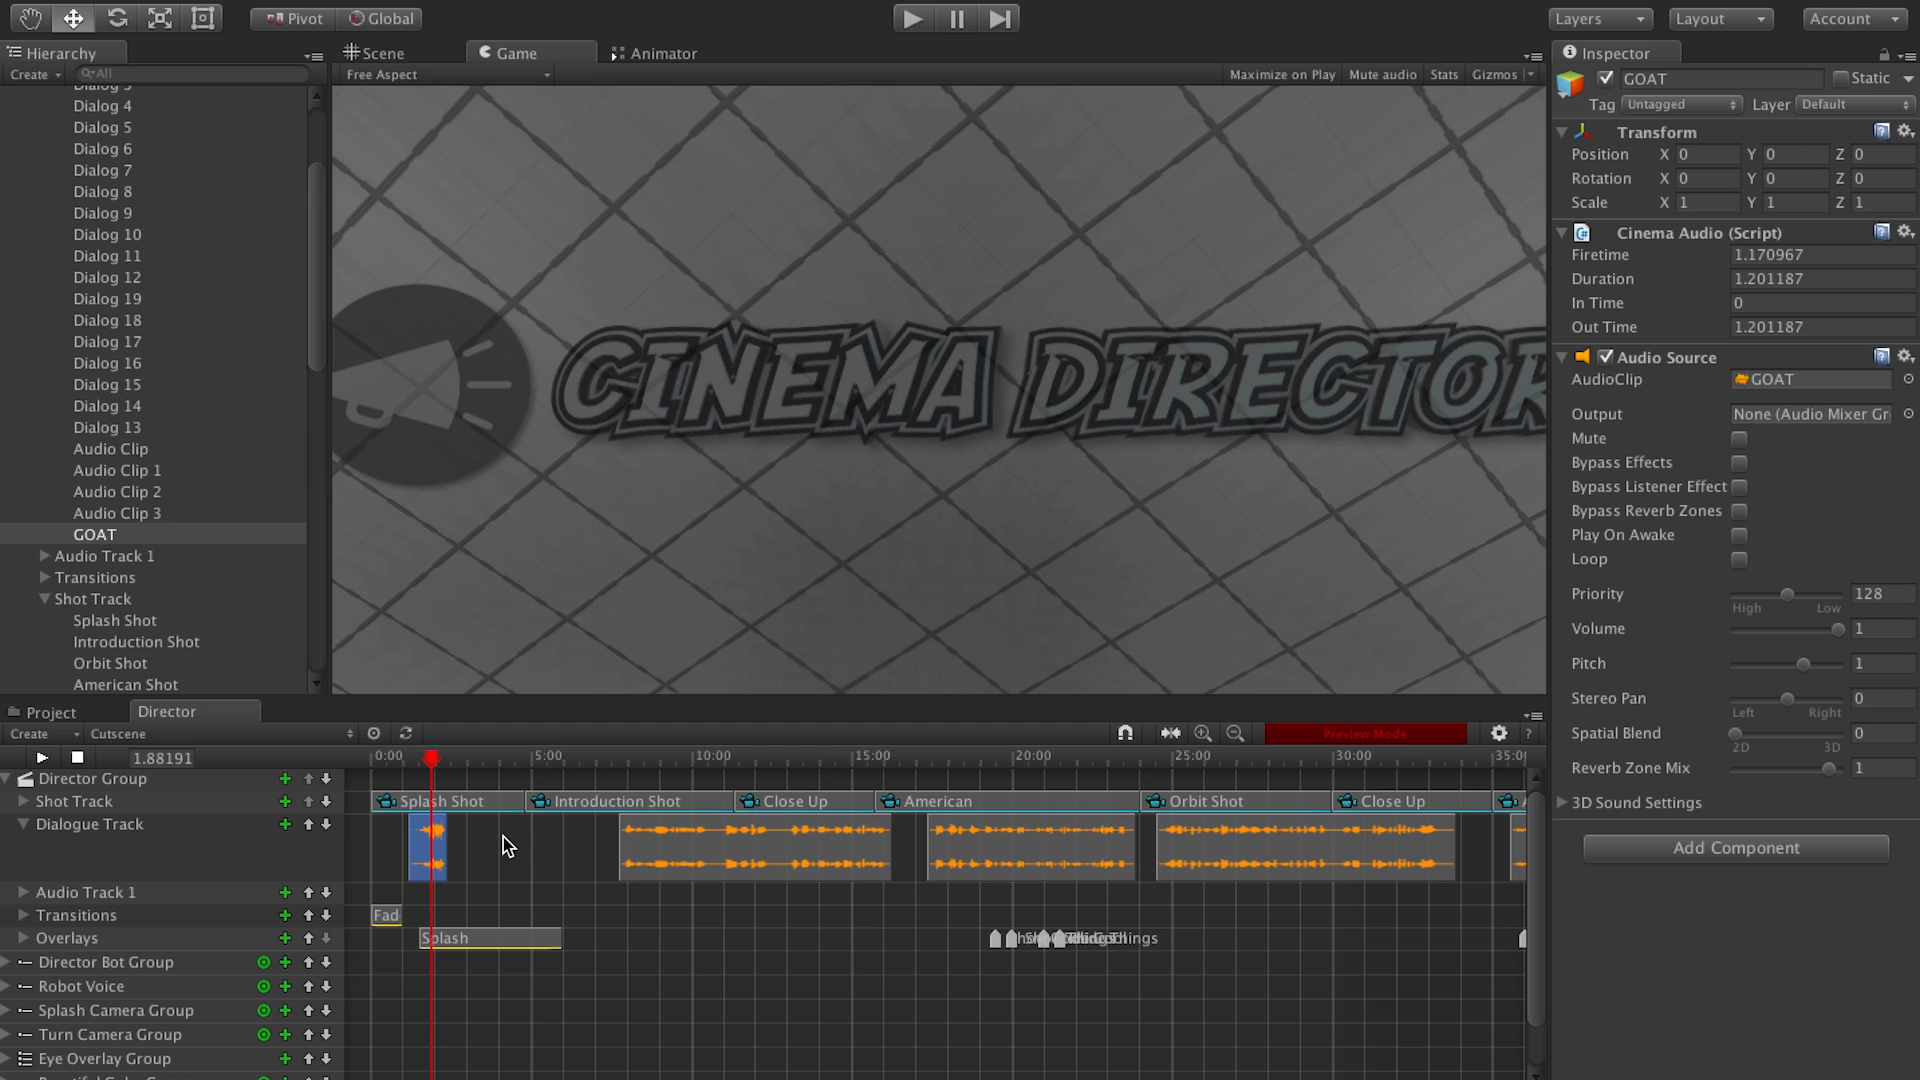 Pivot
Global
Layers
Layout
Account
Hierarchy
Create
All
Dialog 3
Dialog 4
Dialog 5
Dialog 6
Dialog 7
Dialog 8
Dialog 9
Dialog 10
Dialog 11
Dialog 12
Dialog 19
Dialog 18
Dialog 17
Dialog 16
Dialog 15
Dialog 14
Dialog 13
Audio Clip
Audio Clip 1
Audio Clip 2
Audio Clip 3
GOAT
Audio Track 1
Transitions
Shot Track
Splash Shot
Introduction Shot
Orbit Shot
American Shot
Scene
Game
Animator
Free Aspect
Maximize on Play
Mute audio
Stats
Gizmos
CINEMA DIRECTOR
Inspector
GOAT
Static
Tag
Untagged
Layer
Default
Transform
Position X 0 Y 0 Z 0
Rotation X 0 Y 0 Z 0
Scale X 1 Y 1 Z 1
Cinema Audio (Script)
Firetime 1.170967
Duration 1.201187
In Time 0
Out Time 1.201187
Audio Source
AudioClip GOAT
Output None (Audio Mixer Gr
Mute
Bypass Effects
Bypass Listener Effect
Bypass Reverb Zones
Play On Awake
Loop
Priority 128
High Low
Volume 1
Pitch 1
Stereo Pan 0
Left Right
Spatial Blend 0
2D 3D
Reverb Zone Mix 1
3D Sound Settings
Add Component
Project
Director
Create
Cutscene
Preview Mode
?
1.88191
0:00 5:00 10:00 15:00 20:00 25:00 30:00 35:0
Director Group
Shot Track
Splash Shot
Introduction Shot
Close Up
American
Orbit Shot
Close Up
Dialogue Track
Audio Track 1
Transitions
Fad
Overlays
Splash
Things
Director Bot Group
Robot Voice
Splash Camera Group
Turn Camera Group
Eye Overlay Group